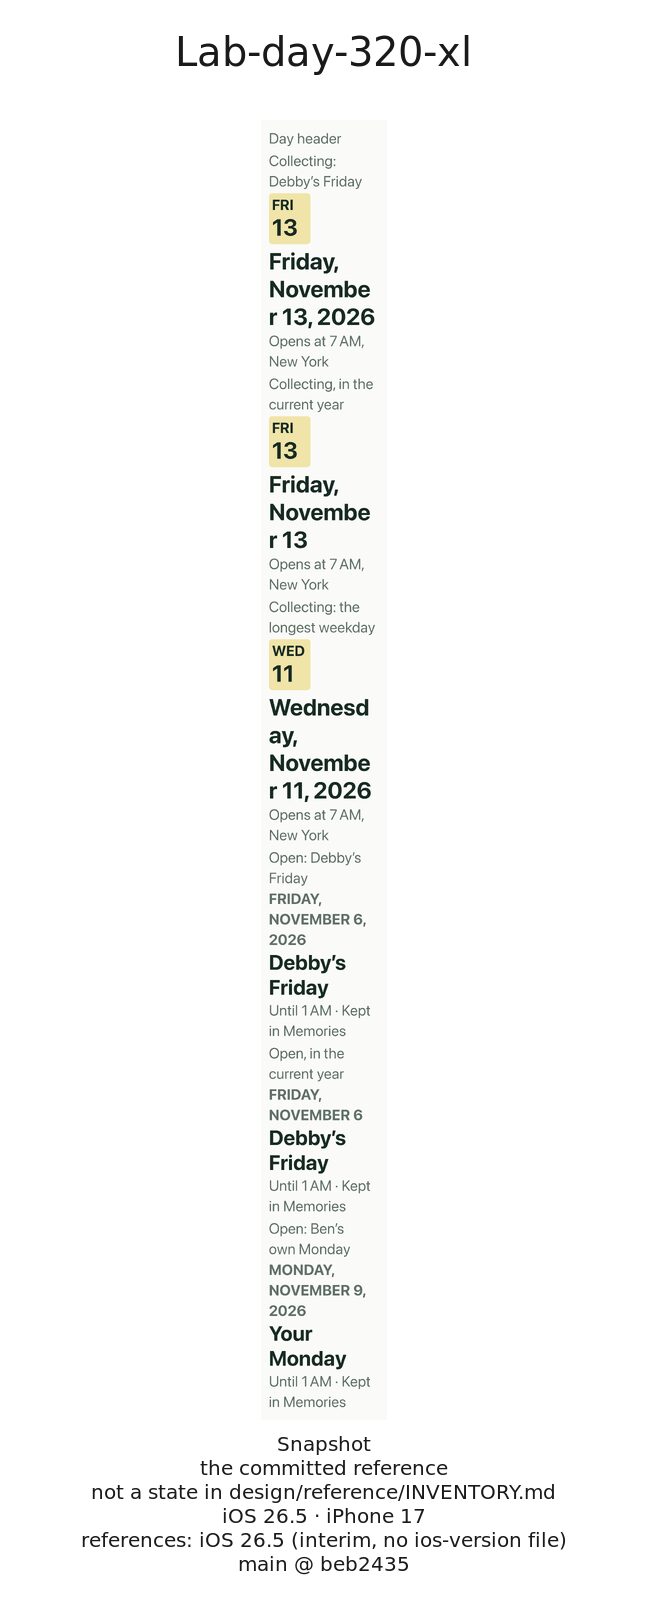 Lab-day-320-xl
Day header
Collecting:
Debby’s Friday
FRI
13
Friday,
Novembe
r 13, 2026
Opens at 7 AM,
New York
Collecting, in the
current year
FRI
13
Friday,
Novembe
r 13
Opens at 7 AM,
New York
Collecting: the
longest weekday
WED
11
Wednesd
ay,
Novembe
r 11, 2026
Opens at 7 AM,
New York
Open: Debby’s
Friday
FRIDAY,
NOVEMBER 6,
2026
Debby’s
Friday
Until 1 AM · Kept
in Memories
Open, in the
current year
FRIDAY,
NOVEMBER 6
Debby’s
Friday
Until 1 AM · Kept
in Memories
Open: Ben’s
own Monday
MONDAY,
NOVEMBER 9,
2026
Your
Monday
Until 1 AM · Kept
in Memories
Snapshot
the committed reference
not a state in design/reference/INVENTORY.md
iOS 26.5 · iPhone 17
references: iOS 26.5 (interim, no ios-version file)
main @ beb2435